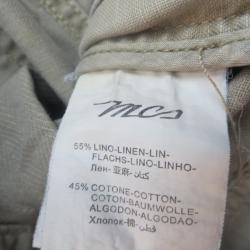 mcs
55% LINO-LINEN-LIN-
FLACHS-LINO-LINHO-
Лен- 亚麻- كتان
45% COTONE-COTTON-
COTON-BAUMWOLLE-
ALGODON-ALGODAO-
Хлопок- 棉- قطن